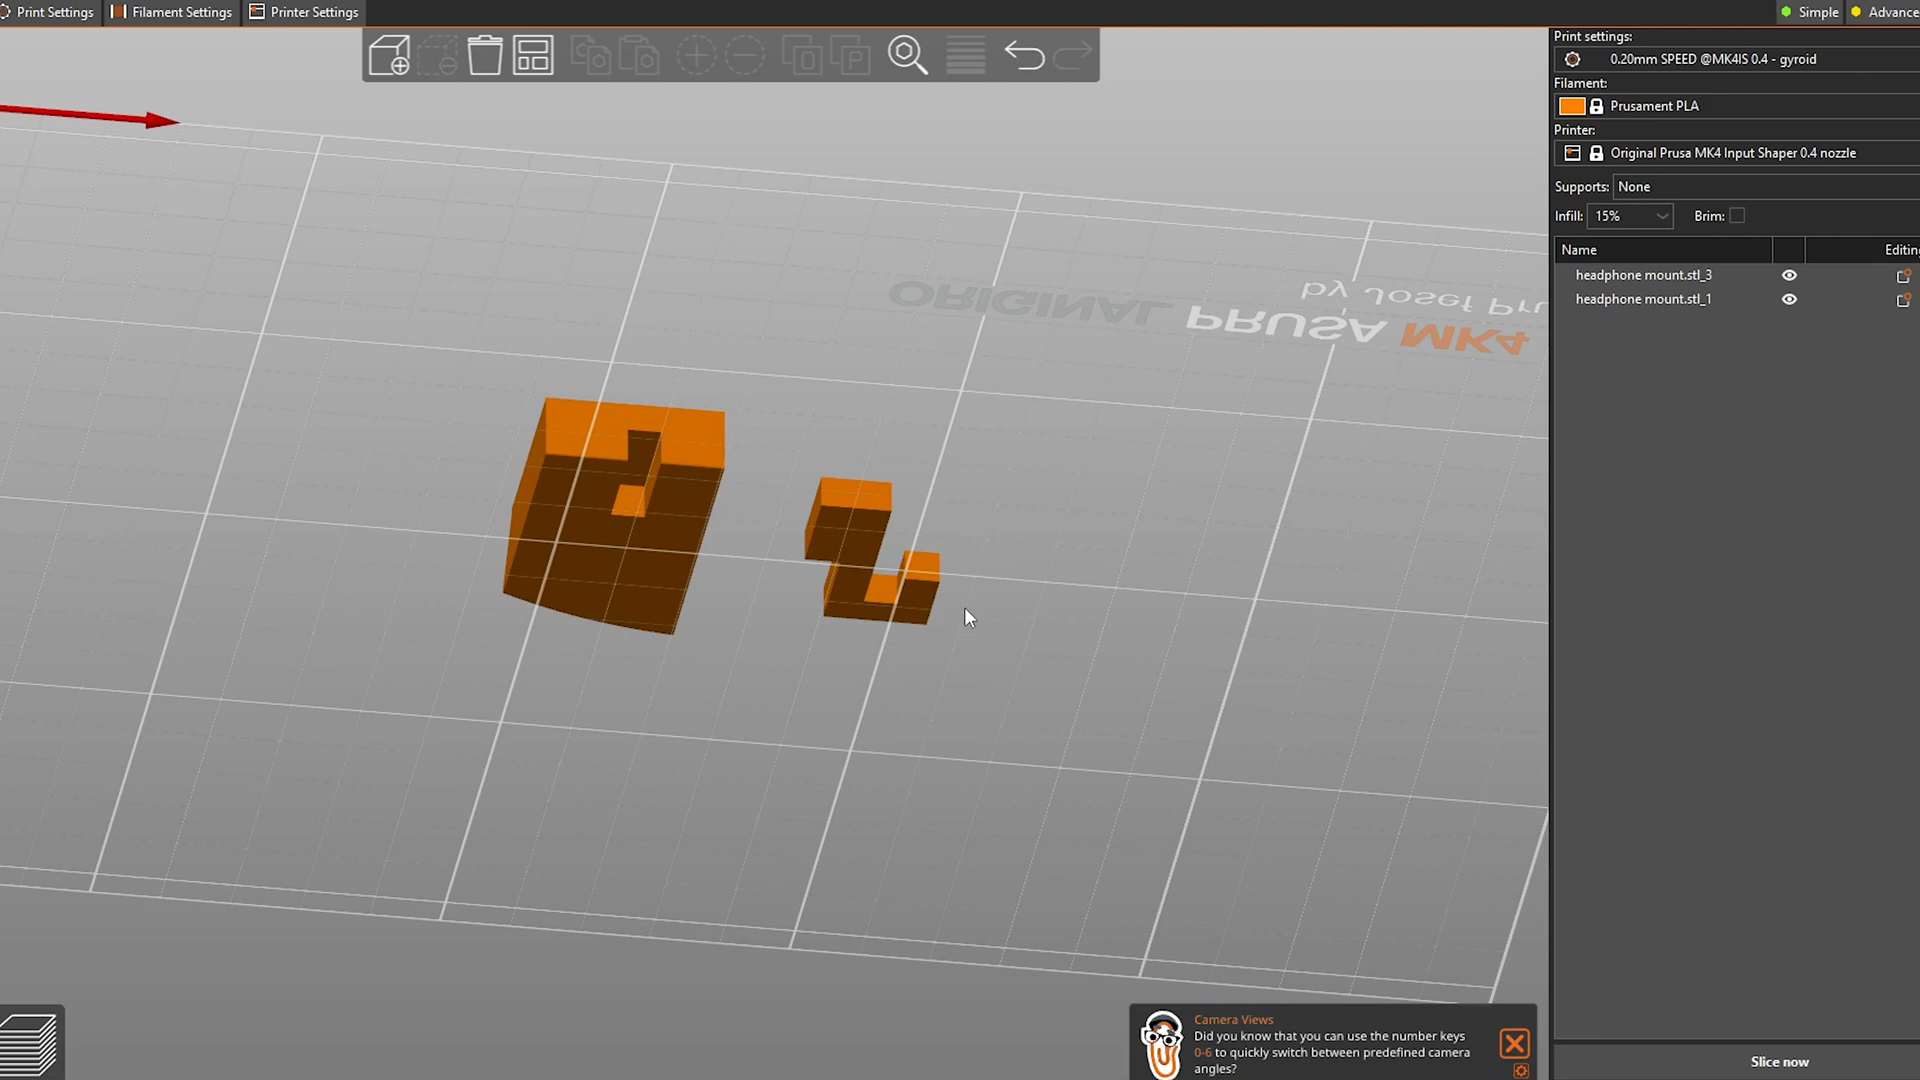 Print Settings
Filament Settings
Printer Settings
Simple
Advance
Print settings:
0.20mm SPEED @MK4IS 0.4 - gyroid
Filament:
Prusament PLA
Printer:
Original Prusa MK4 Input Shaper 0.4 nozzle
Supports: None
Infill: 15% Brim:
Name Editing
headphone mount.stl_3
headphone mount.stl_1
by Josef Pru
ORIGINAL PRUSA MK4
Camera Views
Did you know that you can use the number keys
0-6 to quickly switch between predefined camera
angles?
Slice now